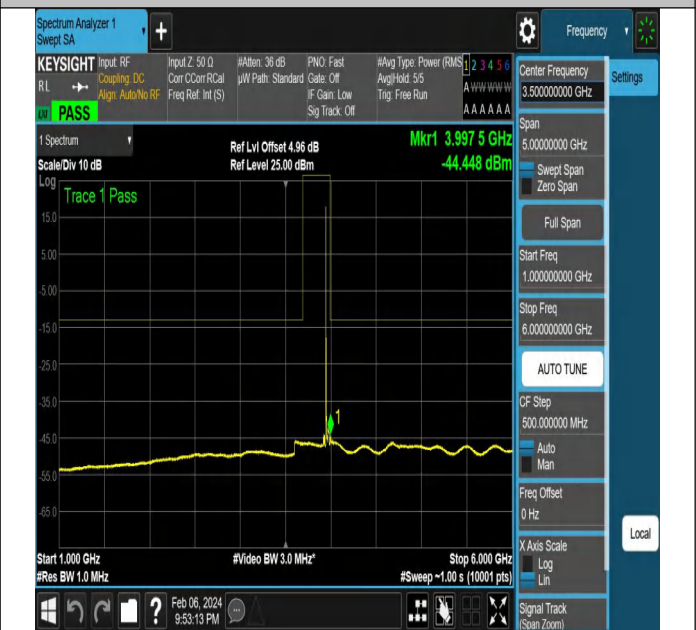 Spectrum Analyzer 1
Swept SA
+
Frequency
KEYSIGHT
RL
PASS
Input: RF
Coupling: DC
Align: Auto/No RF
Input Z: 50 Ω
Corr CCorr RCal
Freq Ref: Int (S)
#Atten: 36 dB
µW Path: Standard
PNO: Fast
Gate: Off
IF Gain: Low
Sig Track: Off
#Avg Type: Power (RMS
Avg|Hold: 5/5
Trig: Free Run
1 2 3 4 5 6
A W W W W W
A A A A A A
1 Spectrum
Scale/Div 10 dB
Ref Lvl Offset 4.96 dB
Ref Level 25.00 dBm
Mkr1 3.997 5 GHz
-44.448 dBm
Log
Trace 1 Pass
15.0
5.00
-5.00
-15.0
-25.0
-35.0
-45.0
-55.0
-65.0
1
Start 1.000 GHz
#Res BW 1.0 MHz
#Video BW 3.0 MHz*
Stop 6.000 GHz
#Sweep ~1.00 s (10001 pts)
Center Frequency
3.500000000 GHz
Settings
Span
5.00000000 GHz
Swept Span
Zero Span
Full Span
Start Freq
1.000000000 GHz
Stop Freq
6.000000000 GHz
AUTO TUNE
CF Step
500.000000 MHz
Auto
Man
Freq Offset
0 Hz
X Axis Scale
Log
Lin
Signal Track
(Span Zoom)
Local
?
Feb 06, 2024
9:53:13 PM